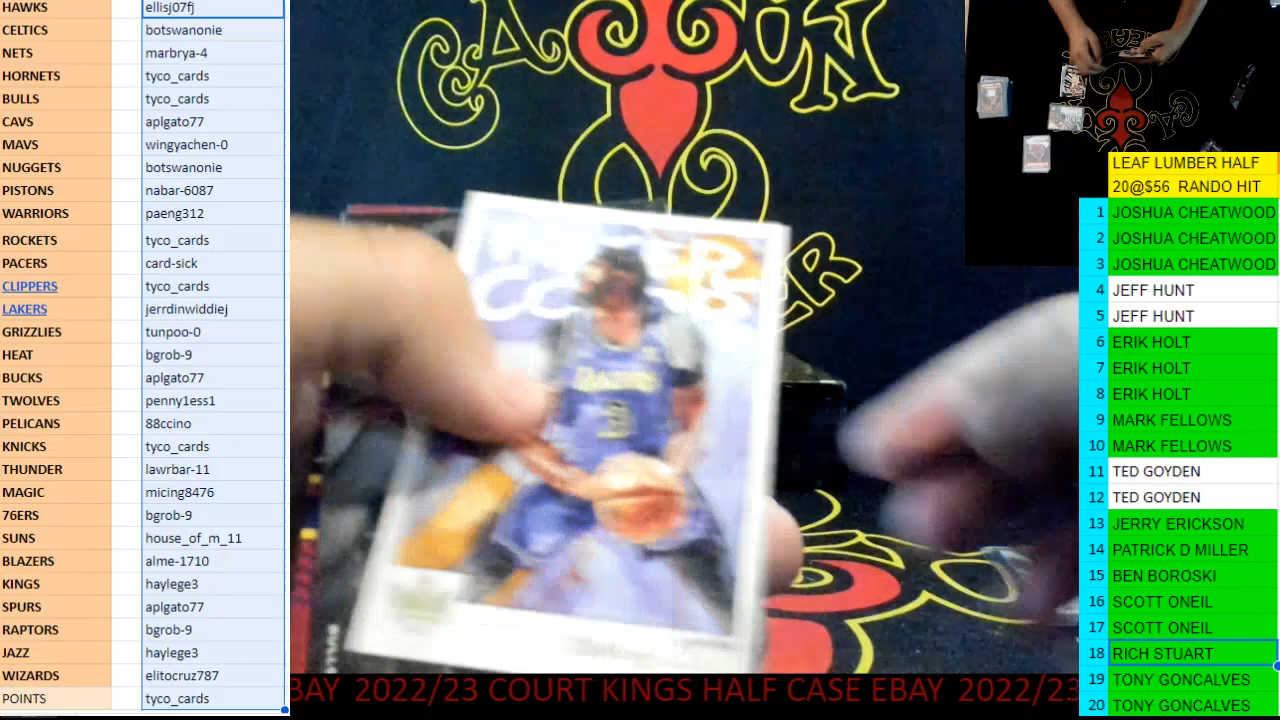 HAWKS ellisj07fj
CELTICS botswanonie
NETS marbrya-4
HORNETS tyco_cards
BULLS tyco_cards
CAVS aplgato77
MAVS wingyachen-0
NUGGETS botswanonie
PISTONS nabar-6087
WARRIORS paeng312
ROCKETS tyco_cards
PACERS card-sick
CLIPPERS tyco_cards
LAKERS jerrdinwiddiej
GRIZZLIES tunpoo-0
HEAT bgrob-9
BUCKS aplgato77
TWOLVES penny1ess1
PELICANS 88ccino
KNICKS tyco_cards
THUNDER lawrbar-11
MAGIC micing8476
76ERS bgrob-9
SUNS house_of_m_11
BLAZERS alme-1710
KINGS haylege3
SPURS aplgato77
RAPTORS bgrob-9
JAZZ haylege3
WIZARDS elitocruz787
POINTS tyco_cards
LEAF LUMBER HALF
20@$56 RANDO HIT
1 JOSHUA CHEATWOOD
2 JOSHUA CHEATWOOD
3 JOSHUA CHEATWOOD
4 JEFF HUNT
5 JEFF HUNT
6 ERIK HOLT
7 ERIK HOLT
8 ERIK HOLT
9 MARK FELLOWS
10 MARK FELLOWS
11 TED GOYDEN
12 TED GOYDEN
13 JERRY ERICKSON
14 PATRICK D MILLER
15 BEN BOROSKI
16 SCOTT ONEIL
17 SCOTT ONEIL
18 RICH STUART
19 TONY GONCALVES
20 TONY GONCALVES
BAY 2022/23 COURT KINGS HALF CASE EBAY 2022/23